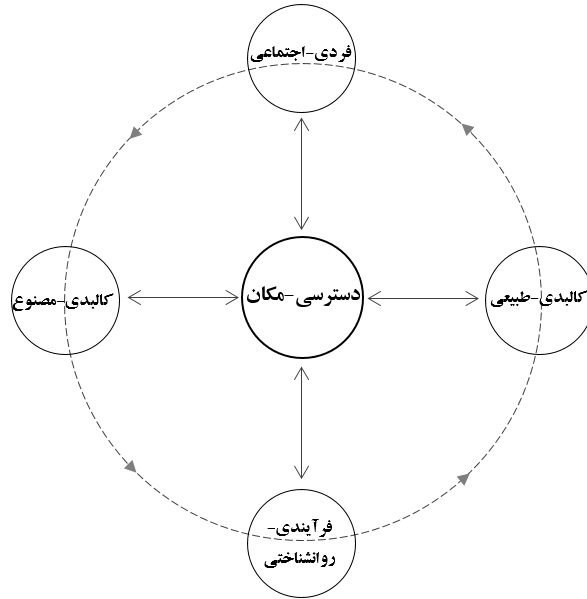 فردی-اجتماعی
دسترسی-مکان
کالبدی-طبیعی
کالبدی-مصنوع
فرآیندی-
روانشناختی